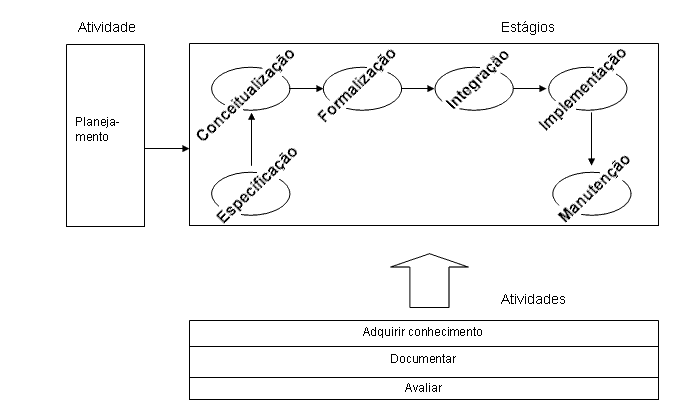 Atividade
Estágios
Planeja-
mento
Especificação
Conceitualização
Formalização
Integração
Implementação
Manutenção
Atividades
Adquirir conhecimento
Documentar
Avaliar